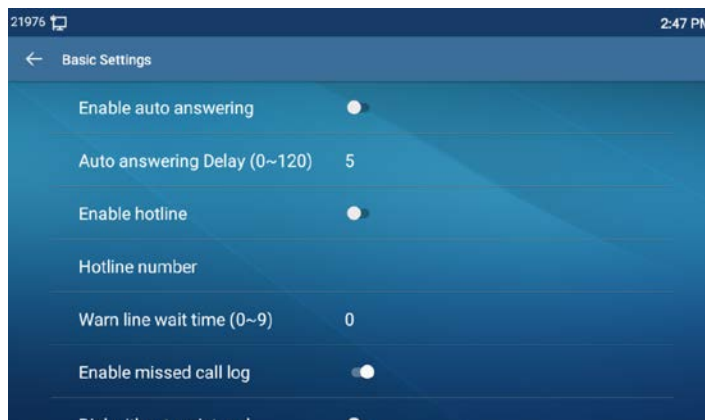 21976 2:47 PM
Basic Settings
Enable auto answering
Auto answering Delay (0~120) 5
Enable hotline
Hotline number
Warn line wait time (0~9) 0
Enable missed call log